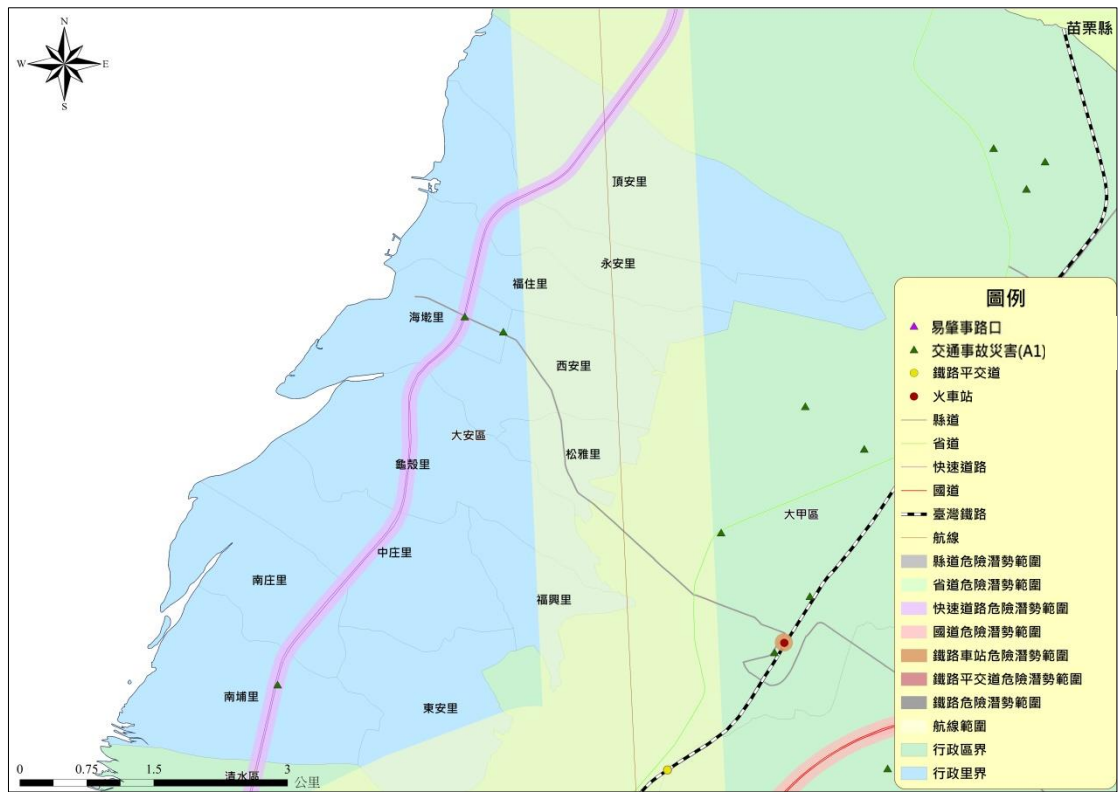 苗栗縣
N
W E
S
頂安里
永安里
福住里
海墘里
西安里
大安區
松雅里
龜殼里
大甲區
中庄里
南庄里
福興里
南埔里
東安里
清水區
0 0.75 1.5 3
公里
圖例
易肇事路口
交通事故災害(A1)
鐵路平交道
火車站
縣道
省道
快速道路
國道
臺灣鐵路
航線
縣道危險潛勢範圍
省道危險潛勢範圍
快速道路危險潛勢範圍
國道危險潛勢範圍
鐵路車站危險潛勢範圍
鐵路平交道危險潛勢範圍
鐵路危險潛勢範圍
航線範圍
行政區界
行政里界